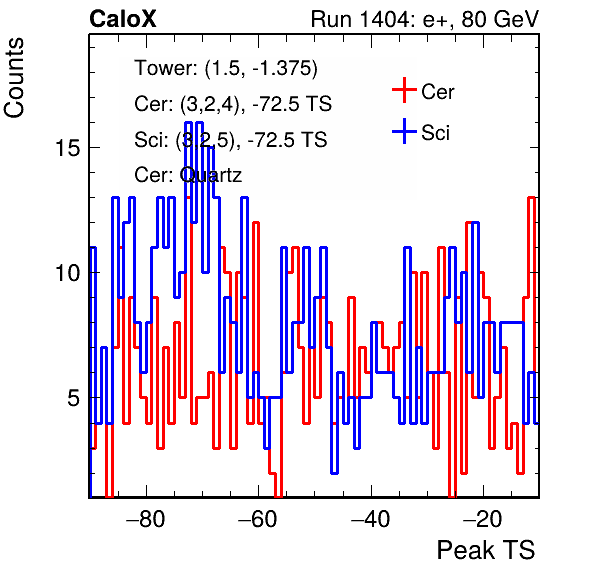 CaloX Run 1404: e+, 80 GeV
Counts
Tower: (1.5, -1.375)
Cer: (3,2,4), -72.5 TS
Sci: (3,2,5), -72.5 TS
Cer: Quartz
Cer
Sci
15
10
5
−80 −60 −40 −20
Peak TS